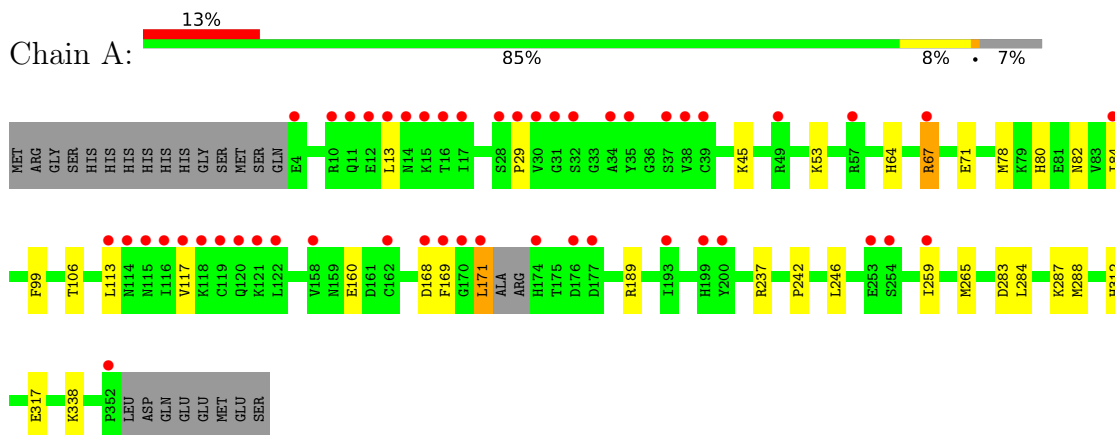 13%
Chain A:
85% 8% • 7%
MET ARG GLY SER HIS HIS HIS HIS HIS HIS GLY SER MET SER GLN E4 R10 Q11 E12 L13 N14 K15 T16 I17 S28 P29 V30 G31 S32 G33 A34 Y35 G36 S37 V38 C39 K45 R49 K53 R57 H64 R67 E71 M78 K79 H80 E81 N82 V83 I84
F99 T106 L113 N114 N115 I116 V117 K118 C119 Q120 K121 L122 V158 N159 E160 D161 C162 D168 F169 G170 L171 ALA ARG H174 T175 D176 D177 R189 I193 H199 Y200 R237 P242 L246 E253 S254 I259 M265 D283 L284 K287 M288 H312
E317 K338 P352 LEU ASP GLN GLU GLU MET GLU SER